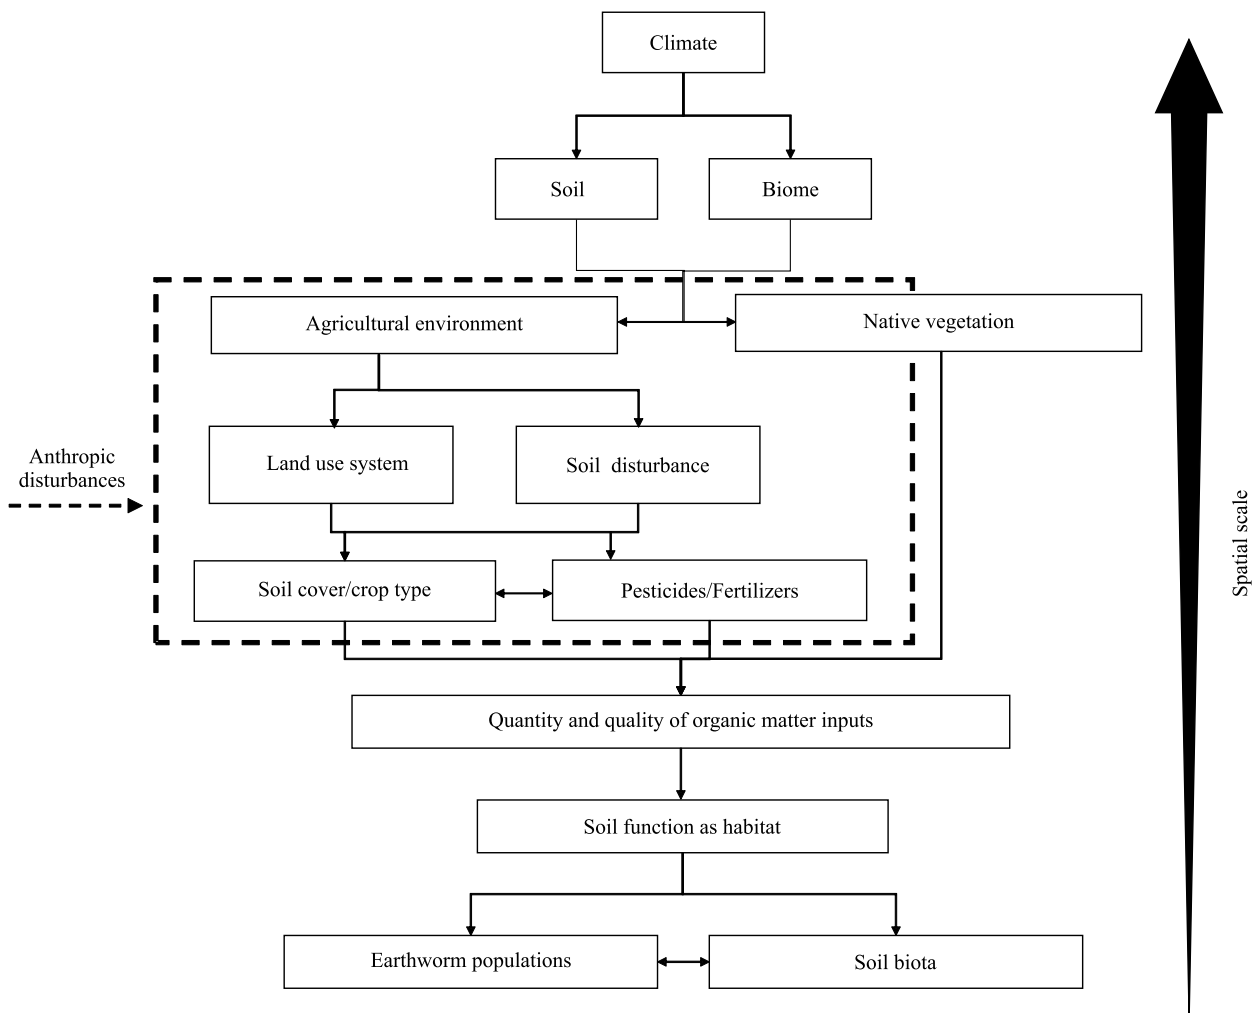 Climate
Soil
Biome
Agricultural environment
Native vegetation
Anthropic
disturbances
Land use system
Soil disturbance
Soil cover/crop type
Pesticides/Fertilizers
Spatial scale
Quantity and quality of organic matter inputs
Soil function as habitat
Earthworm populations
Soil biota